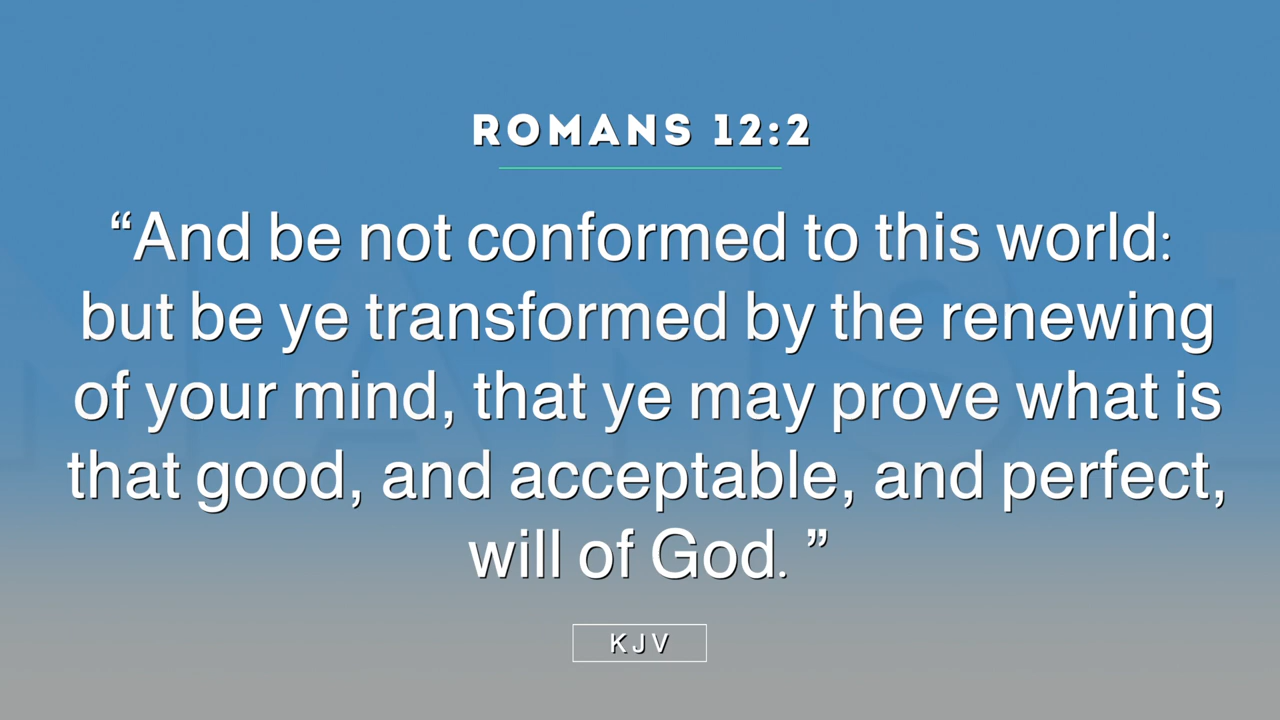 ROMANS 12:2
“And be not conformed to this world:
but be ye transformed by the renewing
of your mind, that ye may prove what is
that good, and acceptable, and perfect,
will of God. ”
KJV